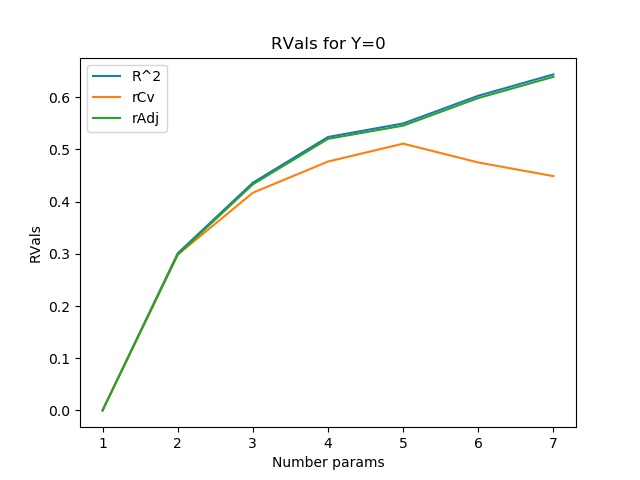 RVals for Y=0
R^2
rCv
rAdj
RVals
0.6
0.5
0.4
0.3
0.2
0.1
0.0
1 2 3 4 5 6 7
Number params